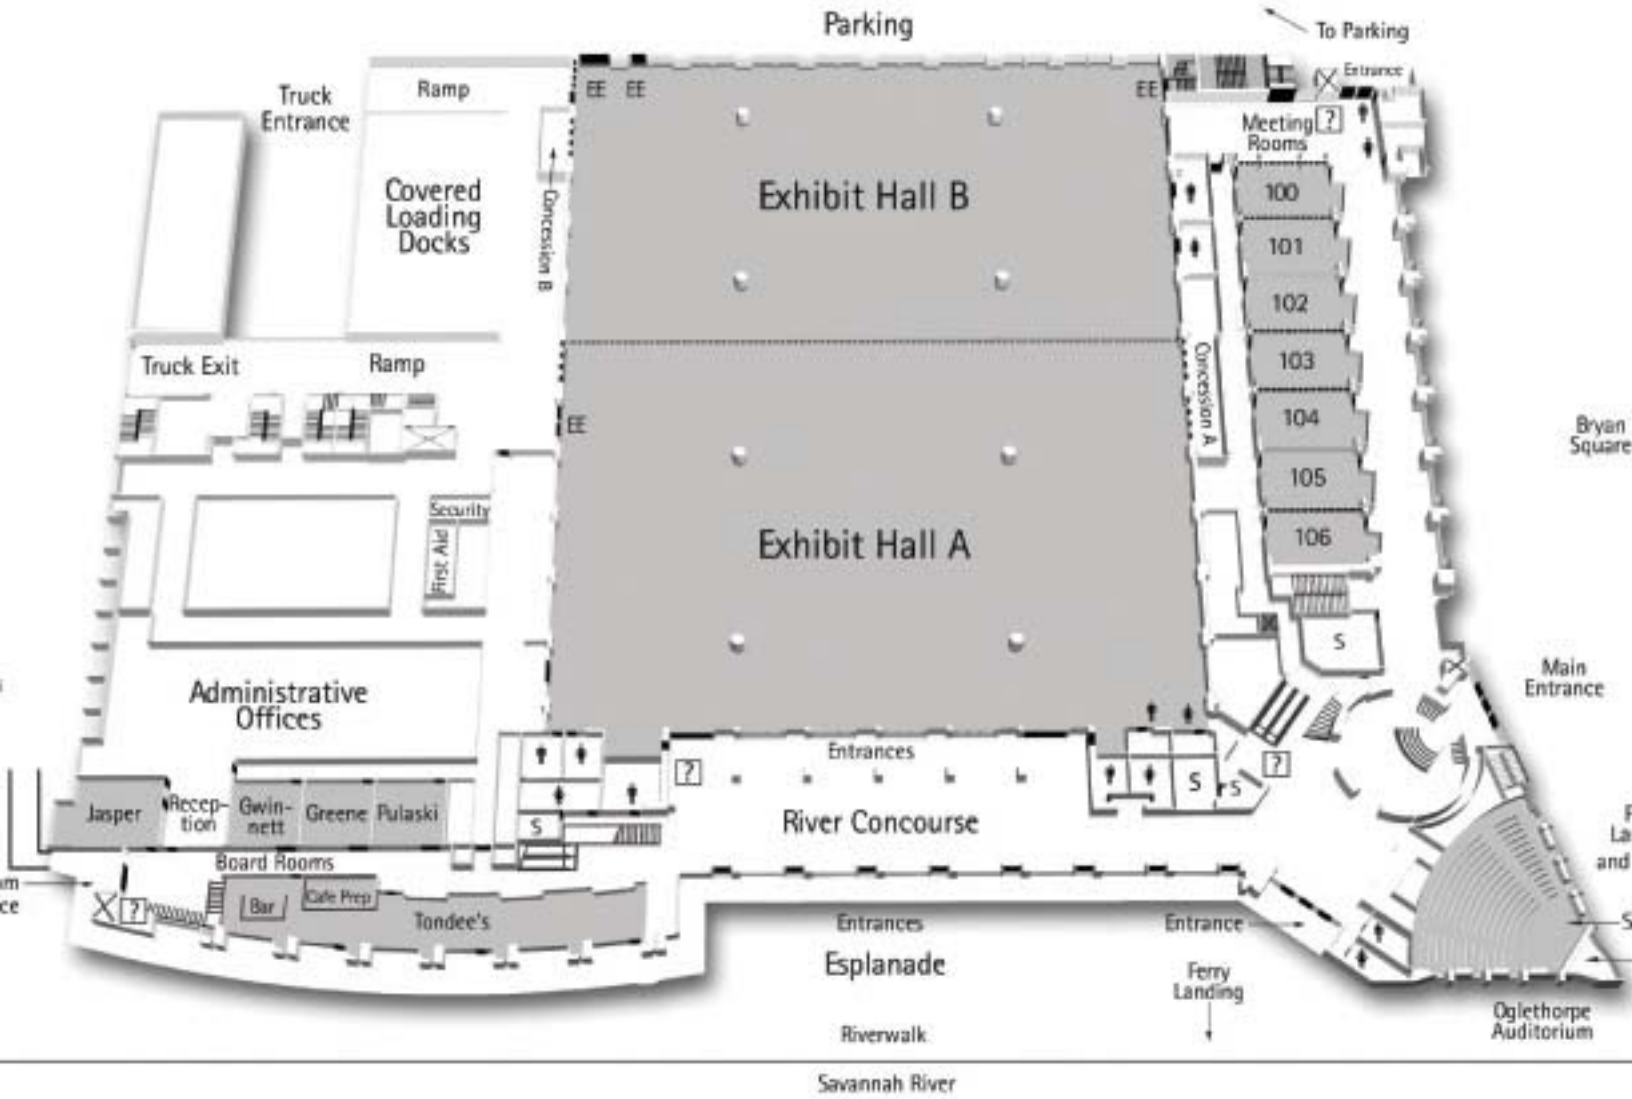 Parking
To Parking
Entrance
Truck
Entrance
Ramp
EE
EE
EE
Meeting
Rooms
?
Covered
Loading
Docks
Concession B
Exhibit Hall B
100
101
102
103
104
105
106
Truck Exit
Ramp
Concession A
EE
Bryan
Square
Security
First Aid
Exhibit Hall A
S
Main
Entrance
Administrative
Offices
Entrances
?
?
S
S
Jasper
Recep-
tion
Gwin-
nett
Greene
Pulaski
S
River Concourse
Board Rooms
?
Bar
Cafe Prep
Tondee's
Entrances
Entrance
Esplanade
Ferry
Landing
Oglethorpe
Auditorium
Riverwalk
Savannah River